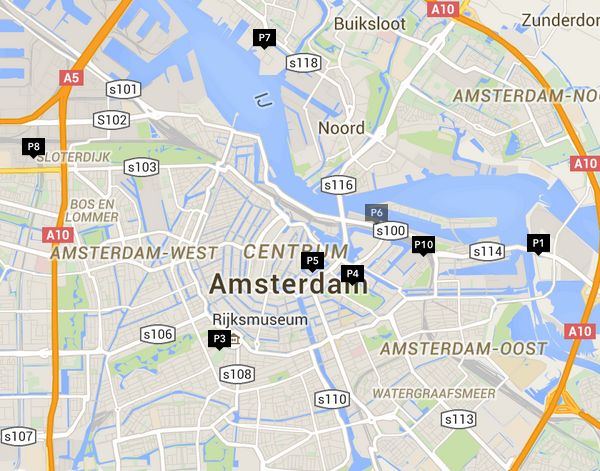 A10
Buiksloot
Zunderdor
P7
s118
A5
s101
IJ
AMSTERDAM-NOO
S102
Noord
P8
SLOTERDIJK
s103
A10
s116
BOS EN
LOMMER
P6
A10
s100
AMSTERDAM-WEST
CENTRUM
P10
P1
s114
P5
P4
Amsterdam
Rijksmuseum
s106
P3
A10
AMSTERDAM-OOST
s108
WATERGRAAFSMEER
s110
s113
s107